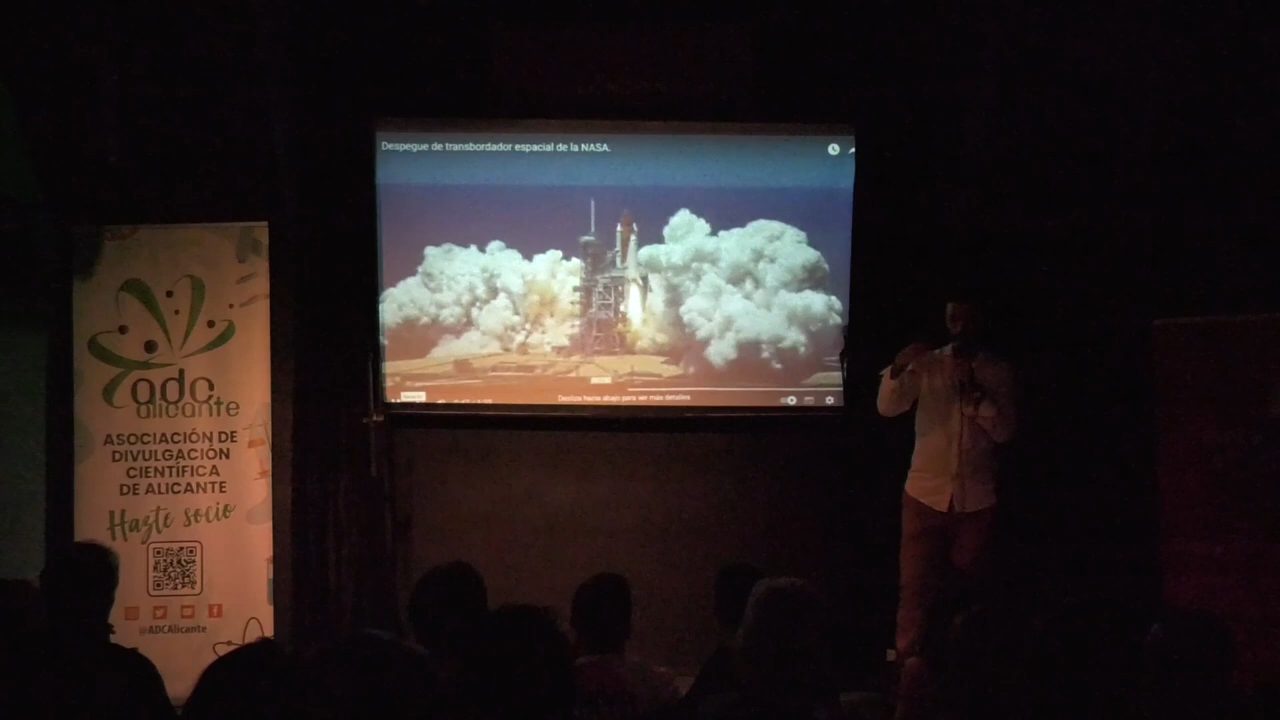 Despegue de transbordador espacial de la NASA.
Desliza hacia abajo para ver más detalles
adc
alicante
ASOCIACIÓN DE
DIVULGACIÓN
CIENTÍFICA
DE ALICANTE
Hazte socio
@ADCAlicante